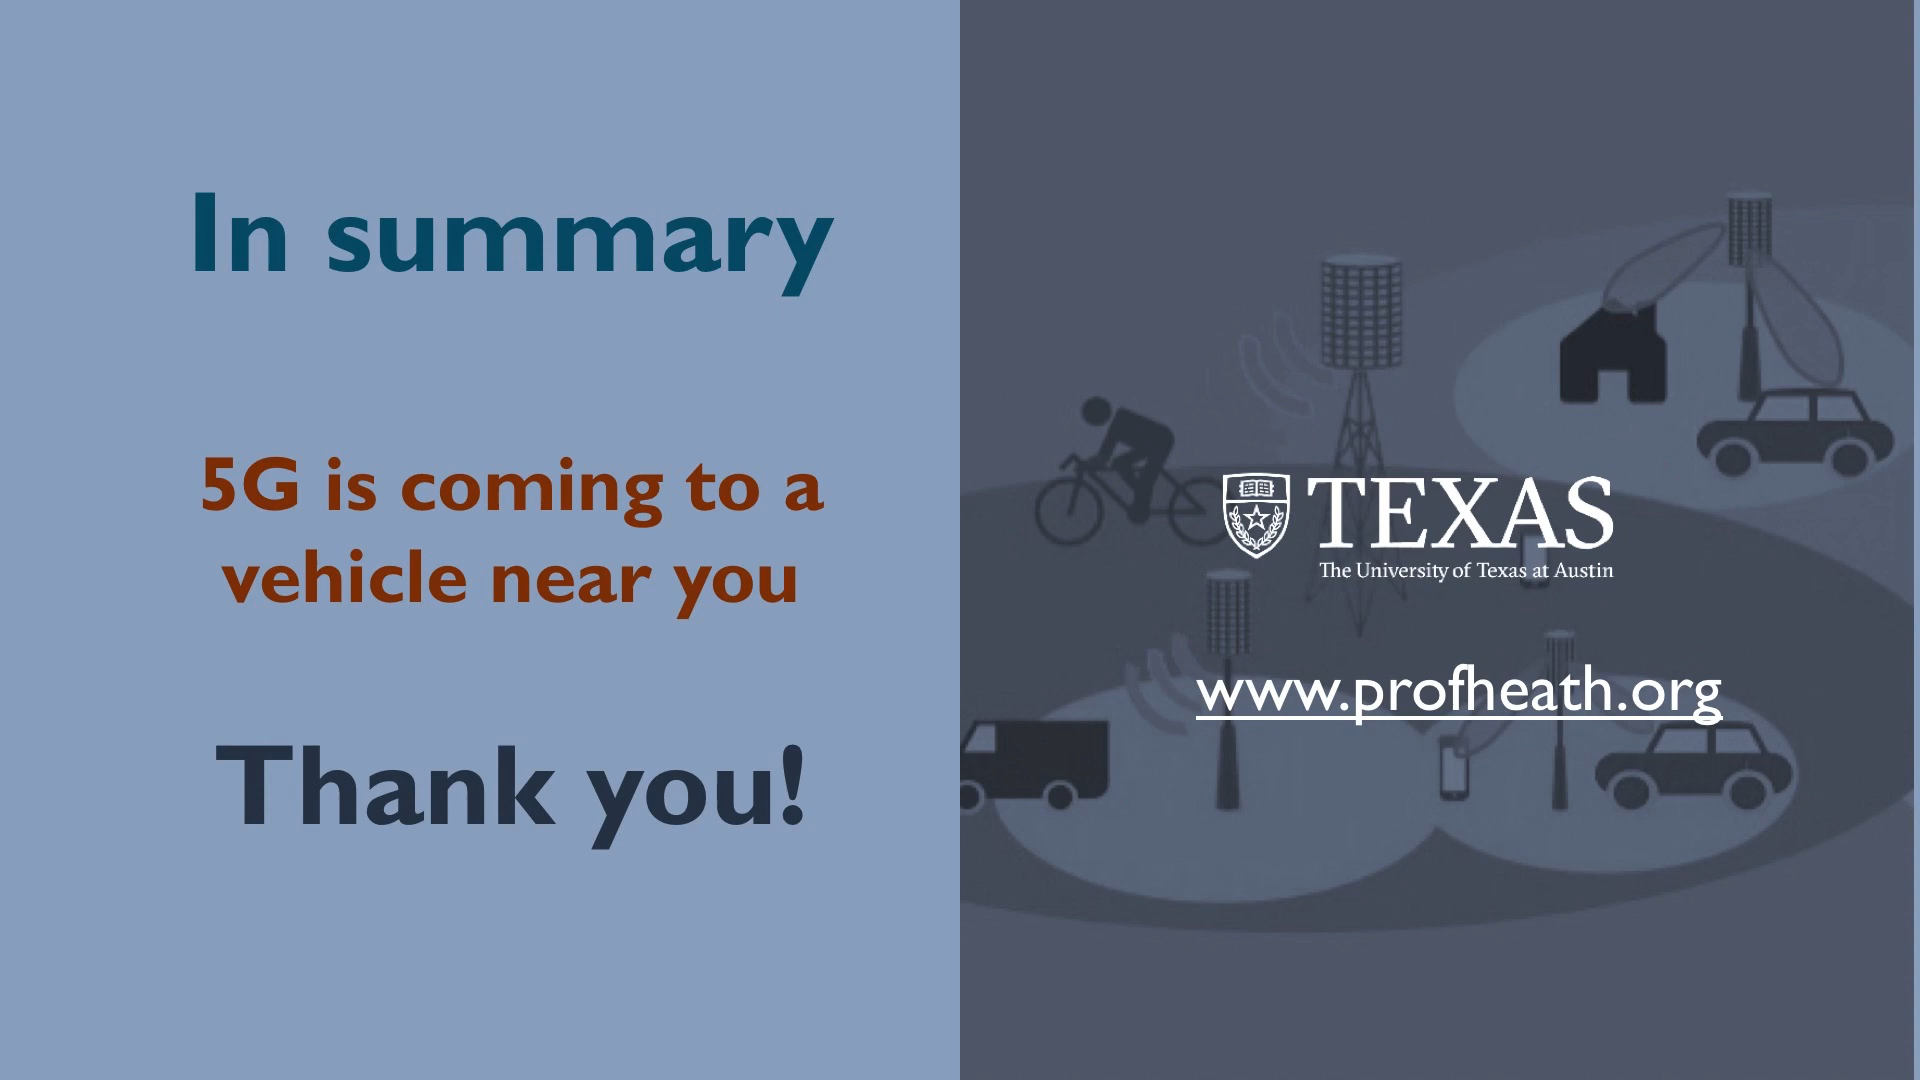 In summary
5G is coming to a
vehicle near you
Thank you!
TEXAS
The University of Texas at Austin
www.profheath.org